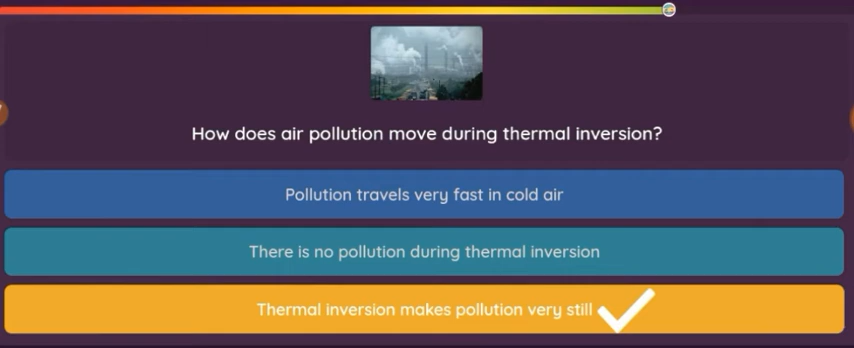 How does air pollution move during thermal inversion?
Pollution travels very fast in cold air
There is no pollution during thermal inversion
Thermal inversion makes pollution very still